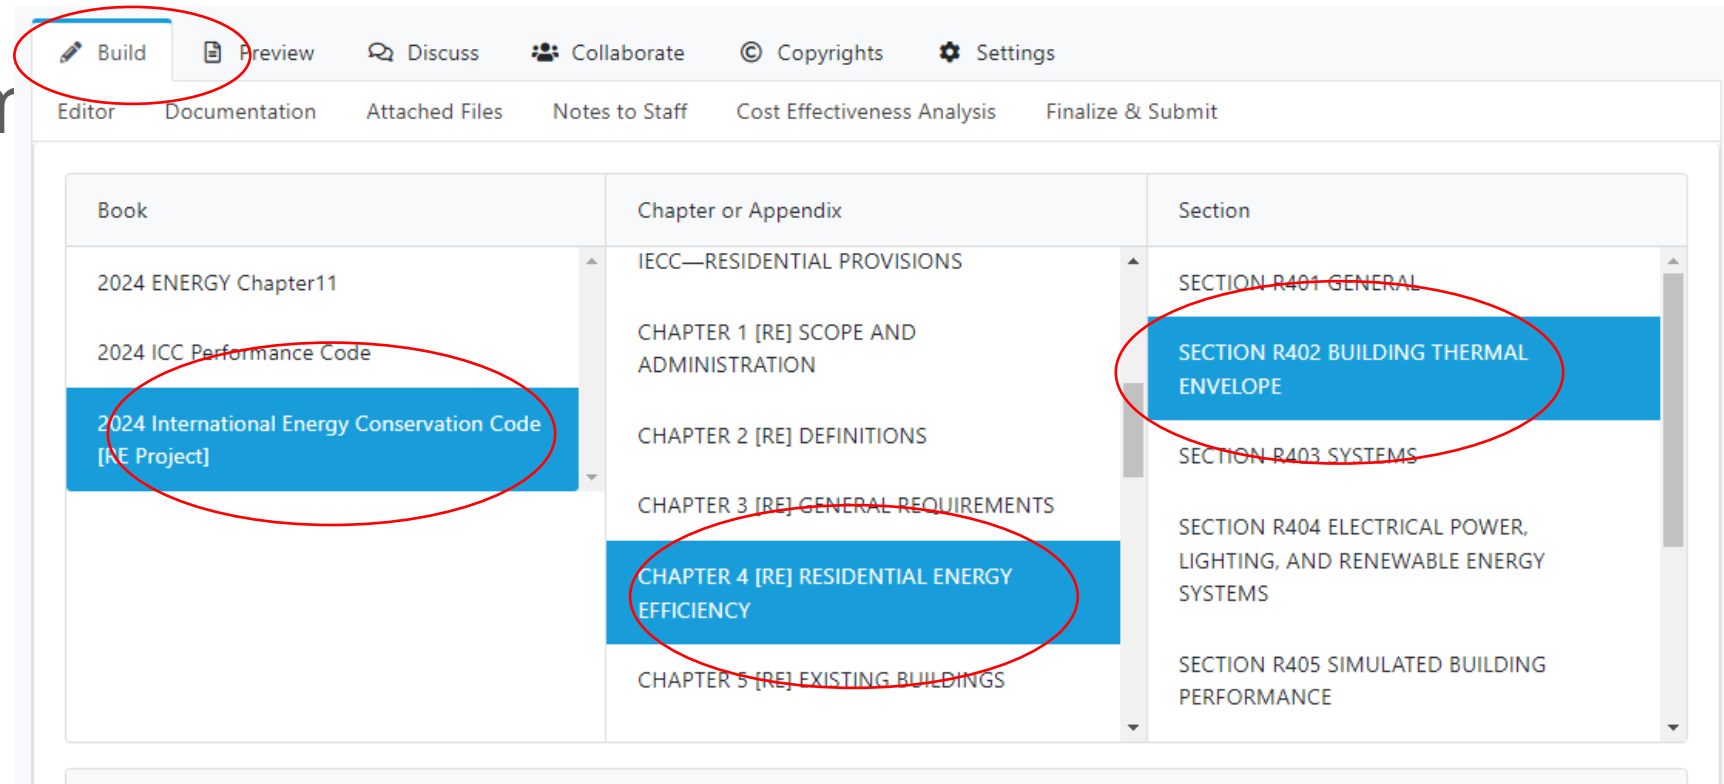 Build Preview Discuss Collaborate Copyrights Settings
Editor Documentation Attached Files Notes to Staff Cost Effectiveness Analysis Finalize & Submit
Book
2024 ENERGY Chapter11
2024 ICC Performance Code
2024 International Energy Conservation Code
[RE Project]
Chapter or Appendix
IECC—RESIDENTIAL PROVISIONS
CHAPTER 1 [RE] SCOPE AND
ADMINISTRATION
CHAPTER 2 [RE] DEFINITIONS
CHAPTER 3 [RE] GENERAL REQUIREMENTS
CHAPTER 4 [RE] RESIDENTIAL ENERGY
EFFICIENCY
CHAPTER 5 [RE] EXISTING BUILDINGS
Section
SECTION R401 GENERAL
SECTION R402 BUILDING THERMAL
ENVELOPE
SECTION R403 SYSTEMS
SECTION R404 ELECTRICAL POWER,
LIGHTING, AND RENEWABLE ENERGY
SYSTEMS
SECTION R405 SIMULATED BUILDING
PERFORMANCE